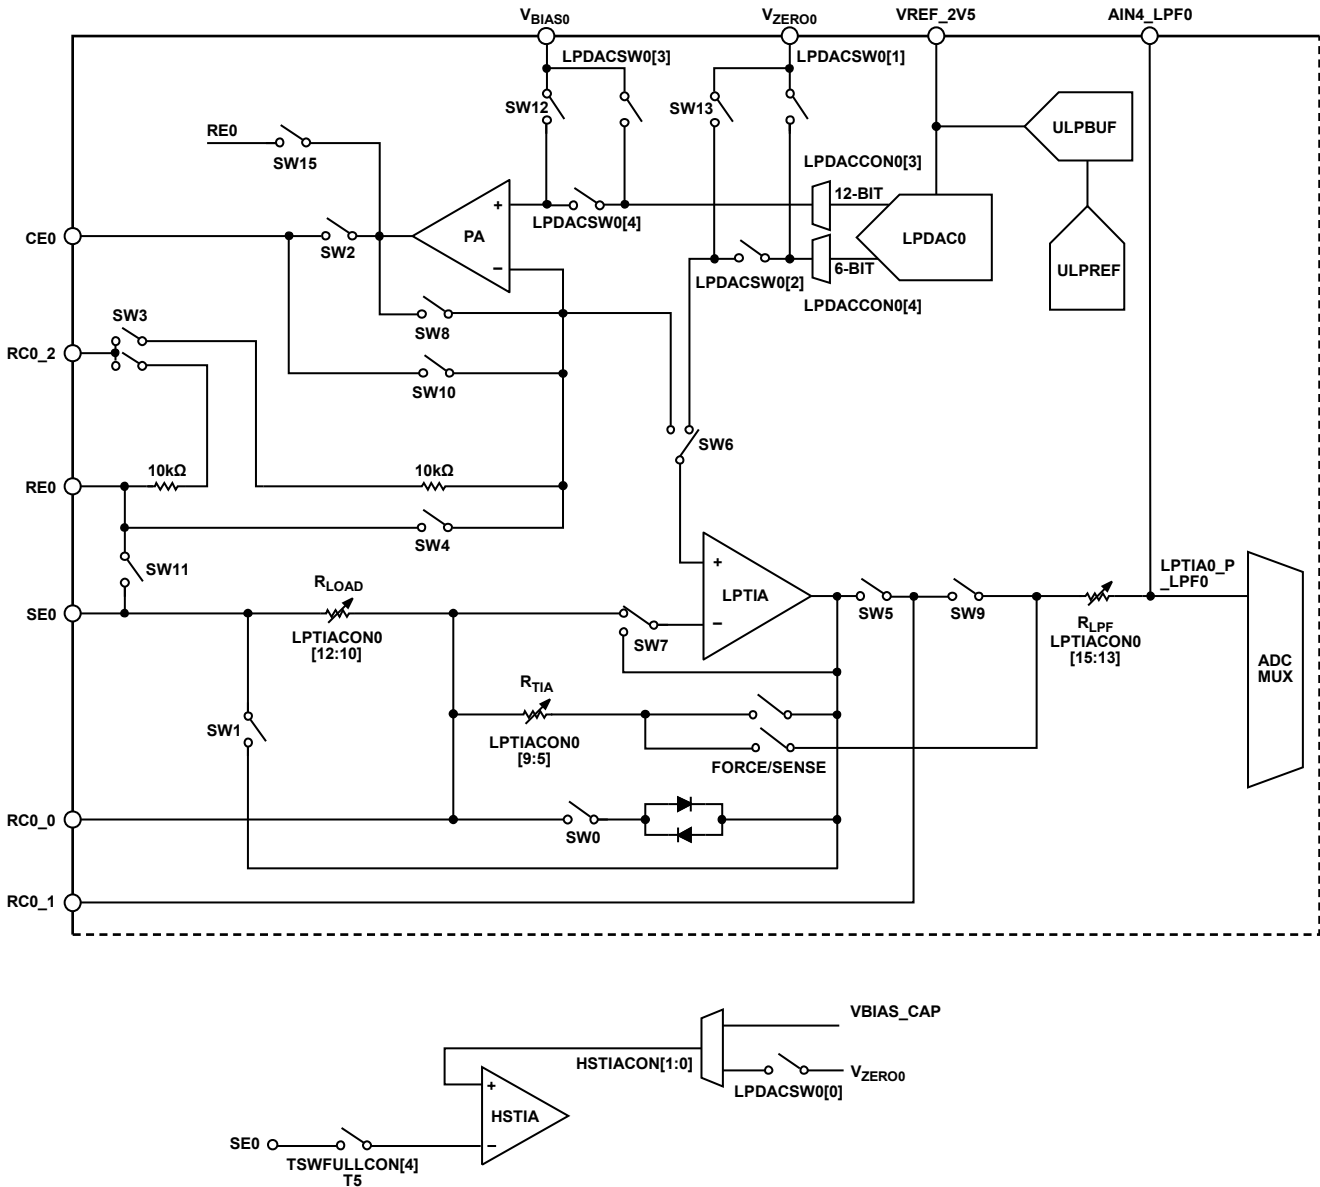 VBIAS0
VZERO0
VREF_2V5
AIN4_LPF0
LPDACSW0[3]
LPDACSW0[1]
SW12
SW13
RE0
SW15
ULPBUF
LPDACCON0[3]
12-BIT
+
PA
−
LPDACSW0[4]
LPDAC0
CE0
SW2
6-BIT
LPDACSW0[2]
LPDACCON0[4]
ULPREF
SW3
SW8
RC0_2
SW10
SW6
10kΩ
10kΩ
RE0
SW4
SW11
RLOAD
+
LPTIA
−
LPTIA0_P
_LPF0
SE0
LPTIACON0
[12:10]
SW7
SW5
SW9
RLPF
LPTIACON0
[15:13]
ADC
MUX
RTIA
SW1
LPTIACON0
[9:5]
FORCE/SENSE
RC0_0
SW0
RC0_1
VBIAS_CAP
HSTIACON[1:0]
VZERO0
LPDACSW0[0]
+
HSTIA
−
SE0
TSWFULLCON[4]
T5